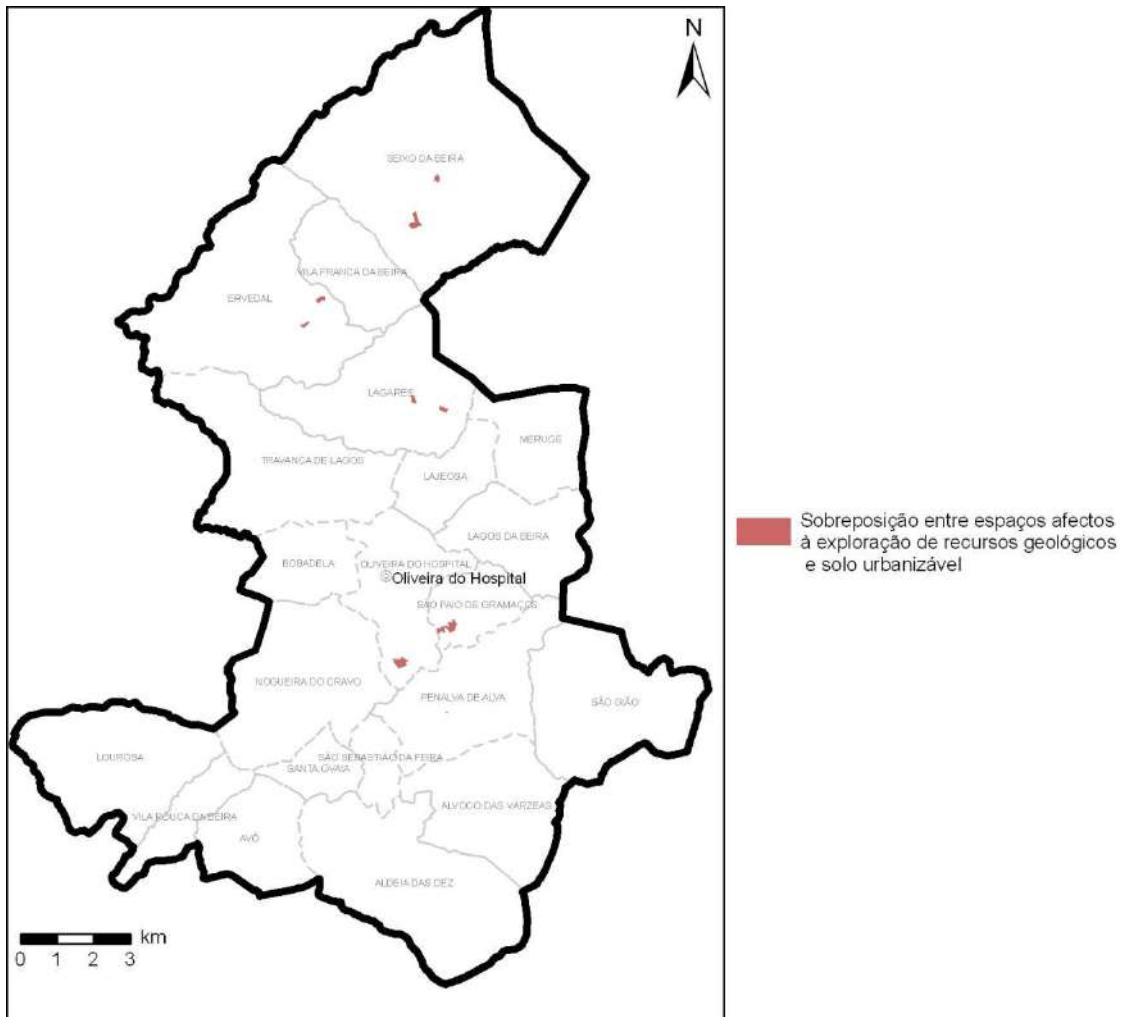 N
SEIXO DA BEIRA
VILA FRANCA DA BEIRA
ERVEDAL
LAGARES
MERUGE
TRAVANCA DE LAGOS
LAJEOSA
LAGOS DA BEIRA
BOBADELA
OLIVEIRA DO HOSPITAL
Oliveira do Hospital
SÃO PAIO DE GRAMAÇOS
NOGUEIRA DO CRAVO
PENALVA DE ALVA
SÃO GIÃO
LOUROSA
SÃO SEBASTIÃO DA FEIRA
SANTA OVAIA
ALVOCO DAS VARZEAS
VILA POUCA DA BEIRA
AVÔ
ALDEIA DAS DEZ
km
0 1 2 3
Sobreposição entre espaços afectos
à exploração de recursos geológicos
e solo urbanizável